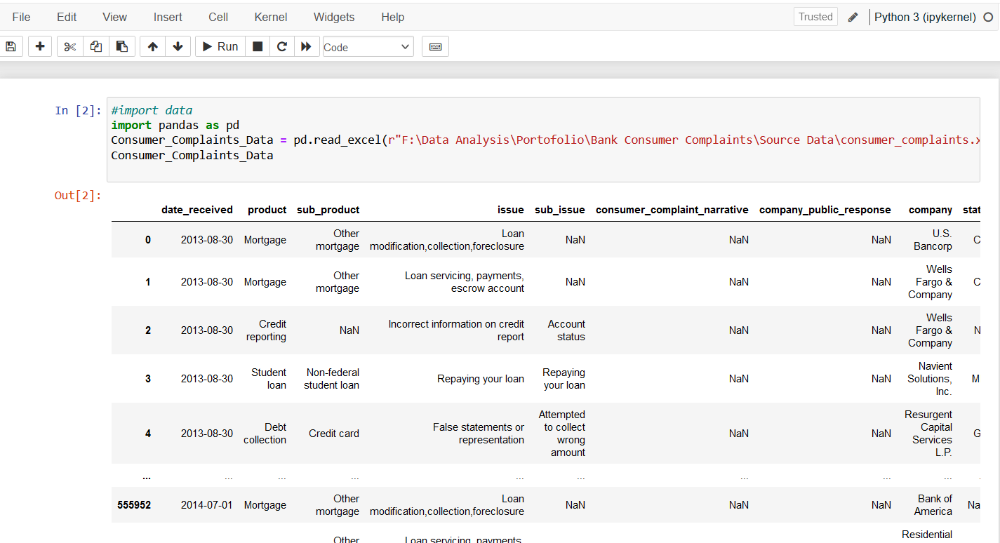 File Edit View Insert Cell Kernel Widgets Help Trusted Python 3 (ipykernel)
Run Code
In [2]: #import data
import pandas as pd
Consumer_Complaints_Data = pd.read_excel(r"F:\Data Analysis\Portofolio\Bank Consumer Complaints\Source Data\consumer_complaints.x
Consumer_Complaints_Data
Out[2]:
date_received product sub_product issue sub_issue consumer_complaint_narrative company_public_response company stat
0 2013-08-30 Mortgage Other mortgage Loan modification,collection,foreclosure NaN NaN NaN U.S. Bancorp C
1 2013-08-30 Mortgage Other mortgage Loan servicing, payments, escrow account NaN NaN NaN Wells Fargo & Company C
2 2013-08-30 Credit reporting NaN Incorrect information on credit report Account status NaN NaN Wells Fargo & Company N
3 2013-08-30 Student loan Non-federal student loan Repaying your loan Repaying your loan NaN NaN Navient Solutions, Inc. M
4 2013-08-30 Debt collection Credit card False statements or representation Attempted to collect wrong amount NaN NaN Resurgent Capital Services L.P. G
... ... ... ... ... ... ... ... ... .
555952 2014-07-01 Mortgage Other mortgage Loan modification,collection,foreclosure NaN NaN NaN Bank of America Na
Other Loan servicing, payments, Residential